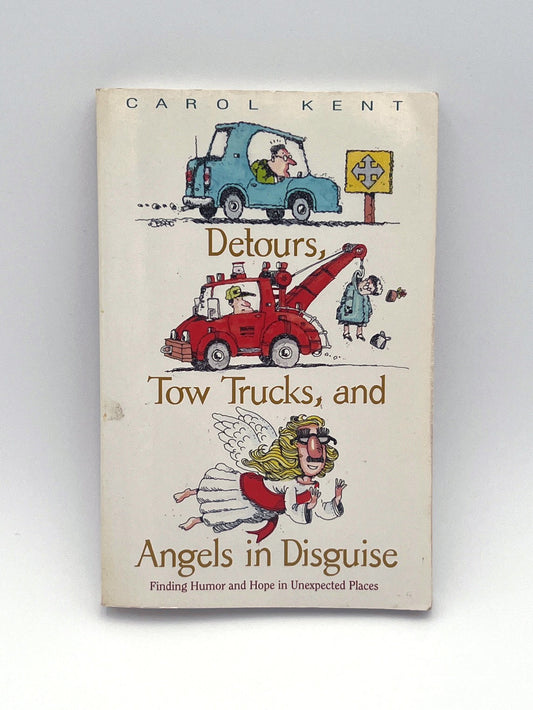 CAROL KENT
Detours,
Tow Trucks, and
Angels in Disguise
Finding Humor and Hope in Unexpected Places